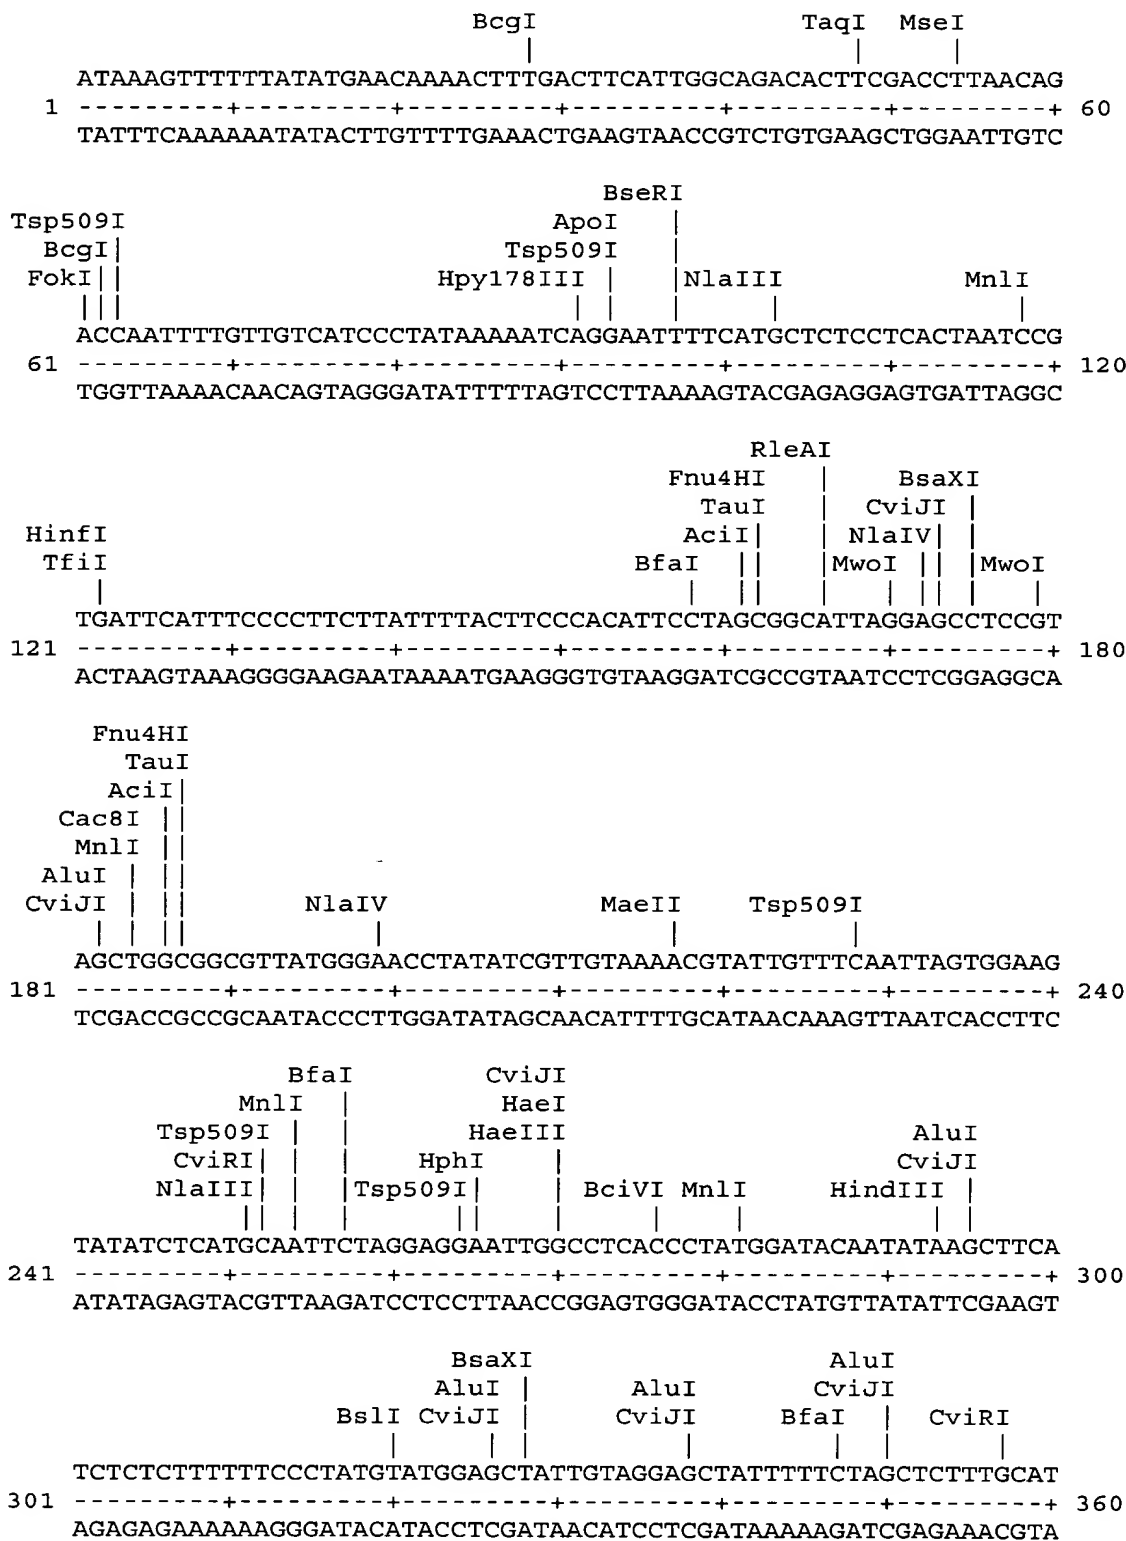 BcgI TaqI MseI
ATAAAGTTTTTTTATATGAACAAAACTTTGACTTCATTGGCAGACACTTCGACCTTAACAG
1 ---------+---------+---------+---------+---------+---------+ 60
TATTTCAAAAAAATATACTTGTTTTGAAACTGAAGTAACCGTCTGTGAAGCTGGAATTGTC
BseRI
Tsp509I ApoI
BcgI Tsp509I
FokI Hpy178III NlaIII MnlI
ACCAATTTTGTTGTCATCCCTATAAAAATCAGGAATTTTCATGCTCTCCTCACTAATCCG
61 ---------+---------+---------+---------+---------+---------+ 120
TGGTTAAAACAACAGTAGGGATATTTTTAGTCCTTAAAAGTACGAGAGGAGTGATTAGGC
RleAI
Fnu4HI BsaXI
TauI CviJI
HinfI AciI NlaIV
TfiI BfaI MwoI MwoI
TGATTCATTTCCCCTTCTTATTTTACTTCCCACATTCCTAGCGGCATTAGGAGCCTCCGT
121 ---------+---------+---------+---------+---------+---------+ 180
ACTAAGTAAAGGGGAAGAATAAAATGAAGGGTGTAAGGATCGCCGTAATCCTCGGAGGCA
Fnu4HI
TauI
AciI
Cac8I
MnlI
AluI
CviJI NlaIV MaeII Tsp509I
AGCTGGCGGCGTTATGGGAACCTATATCGTTGTAAAACGTATTGTTTCAATTAGTGGAAG
181 ---------+---------+---------+---------+---------+---------+ 240
TCGACCGCCGCAATACCCTTGGATATAGCAACATTTTGCATAACAAAGTTAATCACCTTC
BfaI CviJI
MnlI HaeI
Tsp509I HaeIII AluI
CviRI HphI CviJI
NlaIII Tsp509I BciVI MnlI HindIII
TATATCTCATGCAATTCTAGGAGGAATTGGCCTCACCCTATGGATACAATATAAGCTTCA
241 ---------+---------+---------+---------+---------+---------+ 300
ATATAGAGTACGTTAAGATCCTCCTTAACCGGAGTGGGATACCTATGTTATATTCGAAGT
BsaXI AluI
AluI AluI CviJI
BslI CviJI CviJI BfaI CviRI
TCTCTCTTTTTTCCCTATGTATGGAGCTATTGTAGGAGCTATTTTTCTAGCTCTTTGCAT
301 ---------+---------+---------+---------+---------+---------+ 360
AGAGAGAAAAAAGGGATACATACCTCGATAACATCCTCGATAAAAAGATCGAGAAACGTA